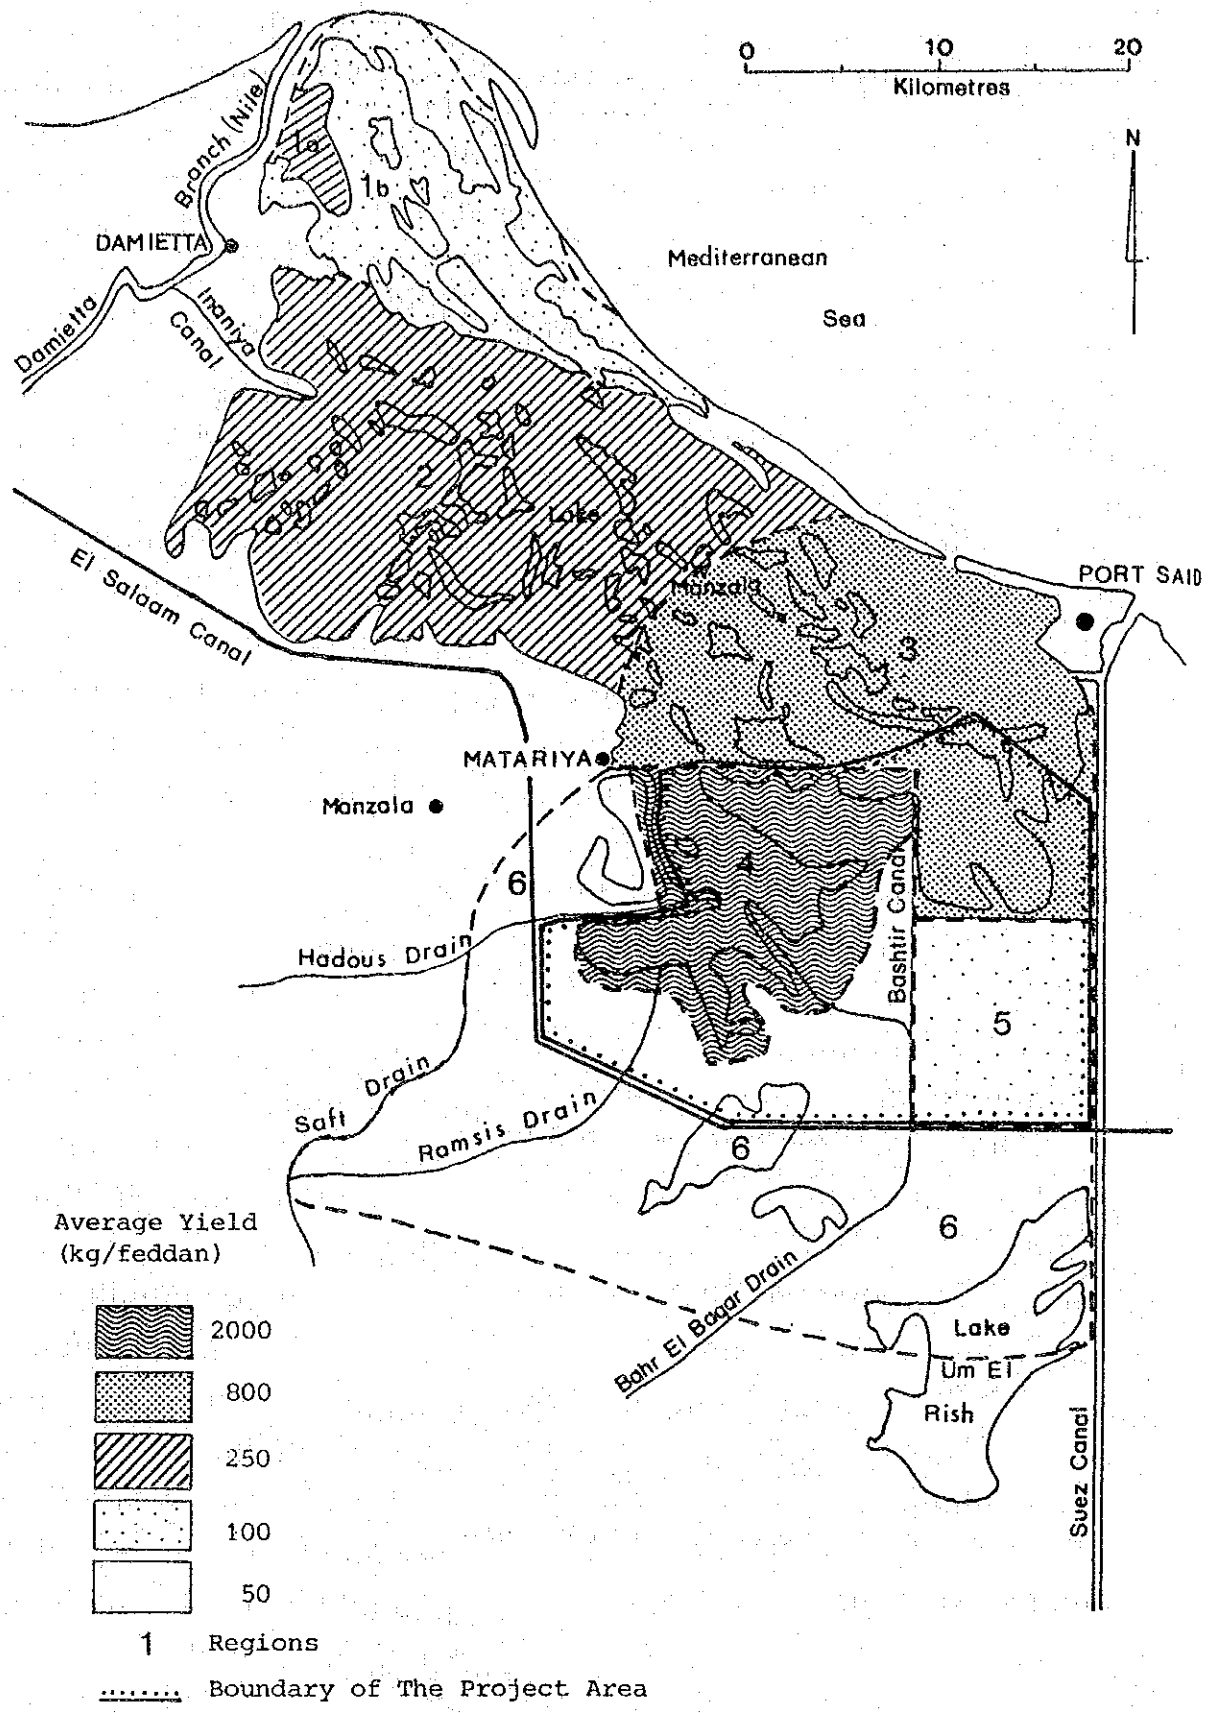 0 10 20
Kilometres
N
Branch (Nile)
1a
1b
DAMIETTA
Mediterranean
Sea
Damietta
Inaniya
Canal
2
Lake
Manzala
El Salaam Canal
PORT SAID
3
MATARIYA
Manzala
6
4
Bashtir Canal
Hadous Drain
5
Saft Drain
Ramsis Drain
6
6
Bahr El Baqar Drain
Lake
Um El
Rish
Suez Canal
Average Yield
(kg/feddan)
2000
800
250
100
50
1 Regions
Boundary of The Project Area